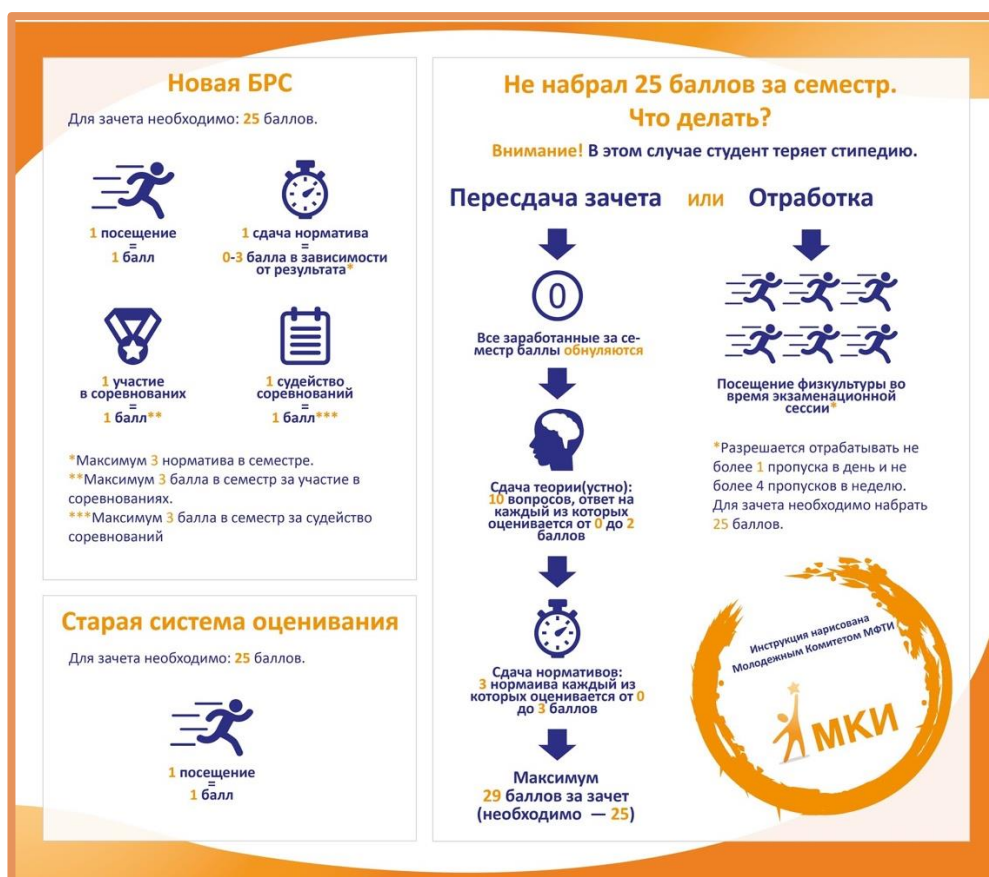 Новая БРС
Для зачета необходимо: 25 баллов.
1 посещение
=
1 балл
1 сдача норматива
=
0-3 балла в зависимости
от результата*
1 участие
в соревнованиях
=
1 балл**
1 судейство
соревнований
=
1 балл***
*Максимум 3 норматива в семестре.
**Максимум 3 балла в семестр за участие в
соревнованиях.
***Максимум 3 балла в семестр за судейство
соревнований
Старая система оценивания
Для зачета необходимо: 25 баллов.
1 посещение
=
1 балл
Не набрал 25 баллов за семестр.
Что делать?
Внимание! В этом случае студент теряет стипедию.
Пересдача зачета или Отработка
0
Все заработанные за се-
местр баллы обнуляются
Сдача теории(устно):
10 вопросов, ответ на
каждый из которых
оценивается от 0 до 2
баллов
Сдача нормативов:
3 нормаива каждый из
которых оценивается от 0
до 3 баллов
Максимум
29 баллов за зачет
(необходимо — 25)
Посещение физкультуры во
время экзаменационной
сессии*
*Разрешается отрабатывать не
более 1 пропуска в день и не
более 4 пропусков в неделю.
Для зачета необходимо набрать
25 баллов.
Инструкция нарисована
Молодежным Комитетом МФТИ
МКИ